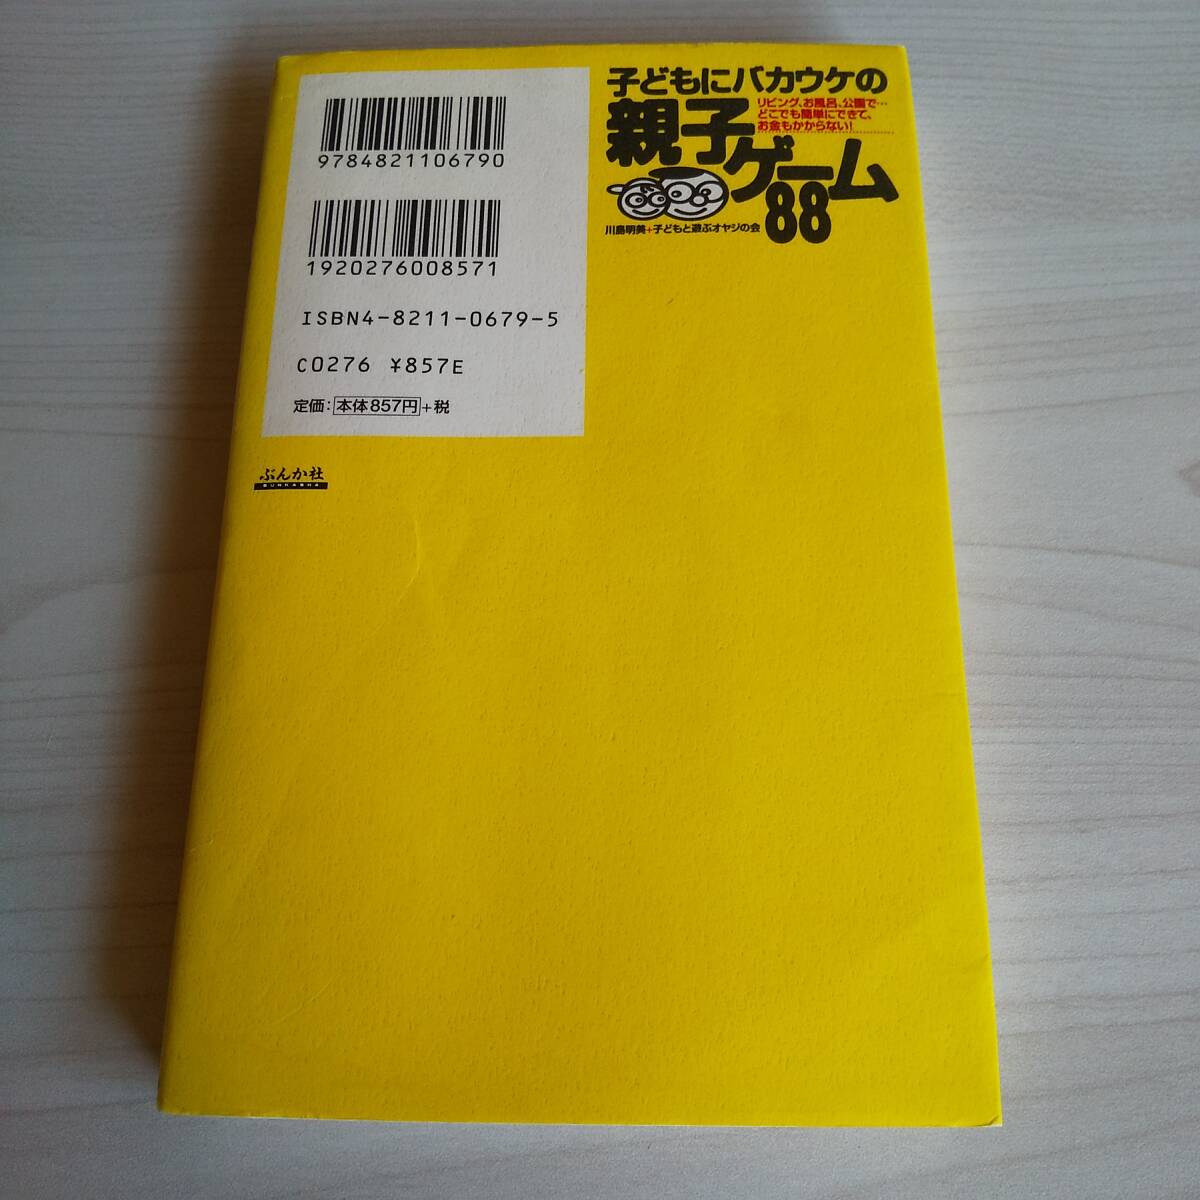 9784821106790
1920276008571
ISBN4-8211-0679-5
C0276 ¥857E
定価：本体857円+税
ぶんか社
BUNKASHA
子どもにバカウケの
親子ゲーム88
リビング、お風呂、公園で…
どこでも簡単にできて、
お金もかからない!
川島明美+子どもと遊ぶオヤジの会